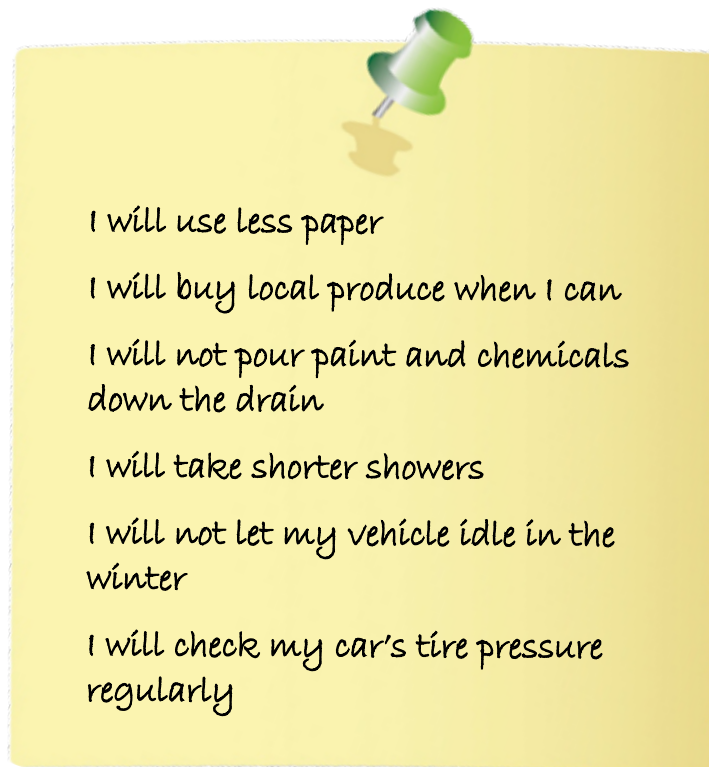 I will use less paper
I will buy local produce when I can
I will not pour paint and chemicals
down the drain
I will take shorter showers
I will not let my vehicle idle in the
winter
I will check my car's tire pressure
regularly